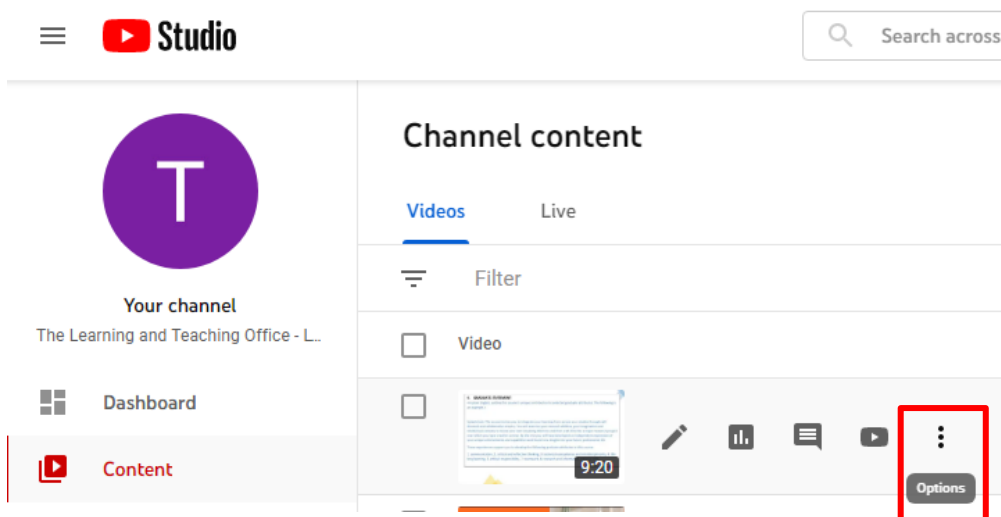 Studio
Search across
T
Your channel
The Learning and Teaching Office - L...
Dashboard
Content
Channel content
Videos
Live
Filter
Video
9:20
Options